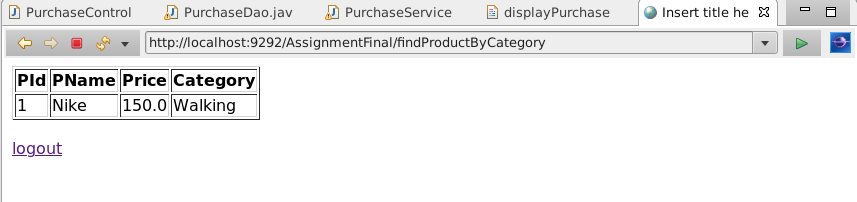 PurchaseControl PurchaseDao.jav PurchaseService displayPurchase Insert title he
http://localhost:9292/AssignmentFinal/findProductByCategory
PId PName Price Category
1 Nike 150.0 Walking
logout